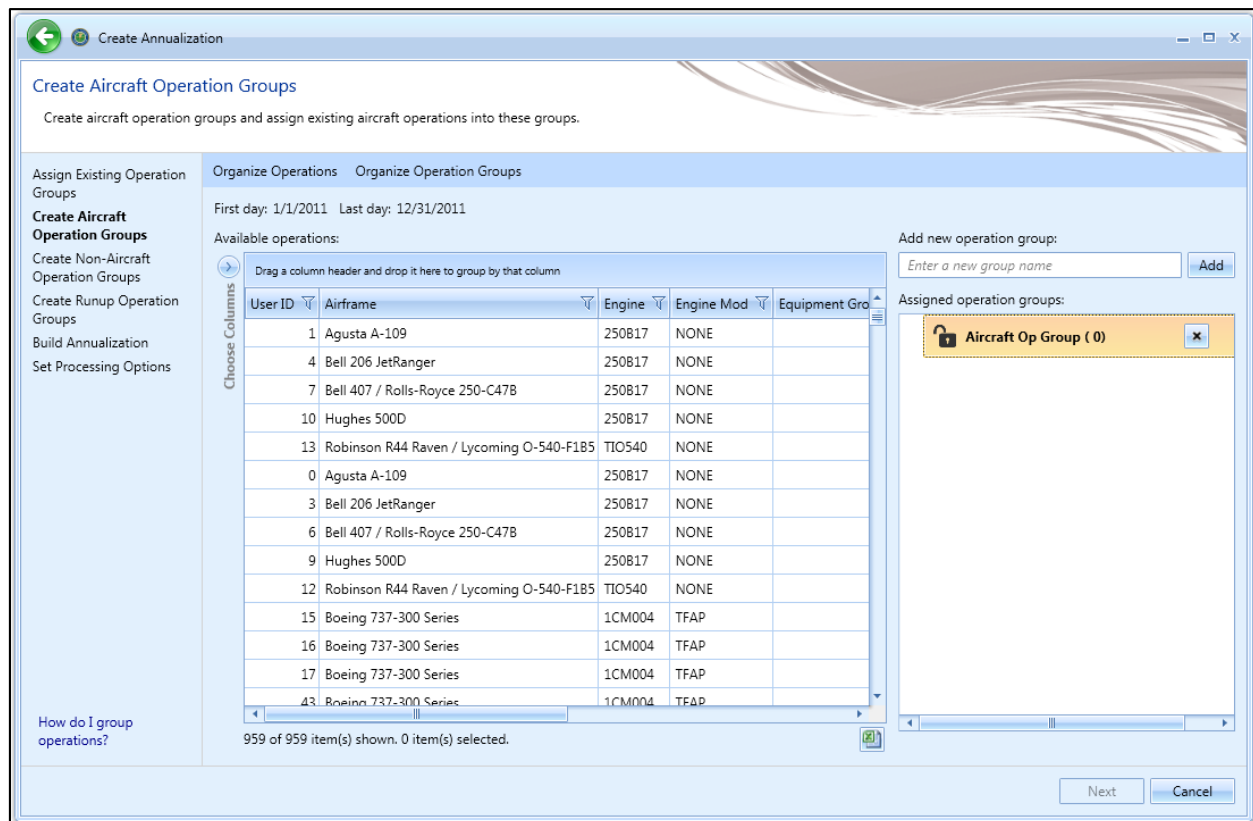 Create Annualization
Create Aircraft Operation Groups
Create aircraft operation groups and assign existing aircraft operations into these groups.
Assign Existing Operation
Groups
Create Aircraft
Operation Groups
Create Non-Aircraft
Operation Groups
Create Runup Operation
Groups
Build Annualization
Set Processing Options
How do I group
operations?
Organize Operations Organize Operation Groups
First day: 1/1/2011 Last day: 12/31/2011
Available operations:
Choose Columns
Drag a column header and drop it here to group by that column
User ID Airframe Engine Engine Mod Equipment Gro
1 Agusta A-109 250B17 NONE
4 Bell 206 JetRanger 250B17 NONE
7 Bell 407 / Rolls-Royce 250-C47B 250B17 NONE
10 Hughes 500D 250B17 NONE
13 Robinson R44 Raven / Lycoming O-540-F1B5 TIO540 NONE
0 Agusta A-109 250B17 NONE
3 Bell 206 JetRanger 250B17 NONE
6 Bell 407 / Rolls-Royce 250-C47B 250B17 NONE
9 Hughes 500D 250B17 NONE
12 Robinson R44 Raven / Lycoming O-540-F1B5 TIO540 NONE
15 Boeing 737-300 Series 1CM004 TFAP
16 Boeing 737-300 Series 1CM004 TFAP
17 Boeing 737-300 Series 1CM004 TFAP
43 Boeing 737-300 Series 1CM004 TFAP
959 of 959 item(s) shown. 0 item(s) selected.
Add new operation group:
Enter a new group name Add
Assigned operation groups:
Aircraft Op Group ( 0)
Next Cancel